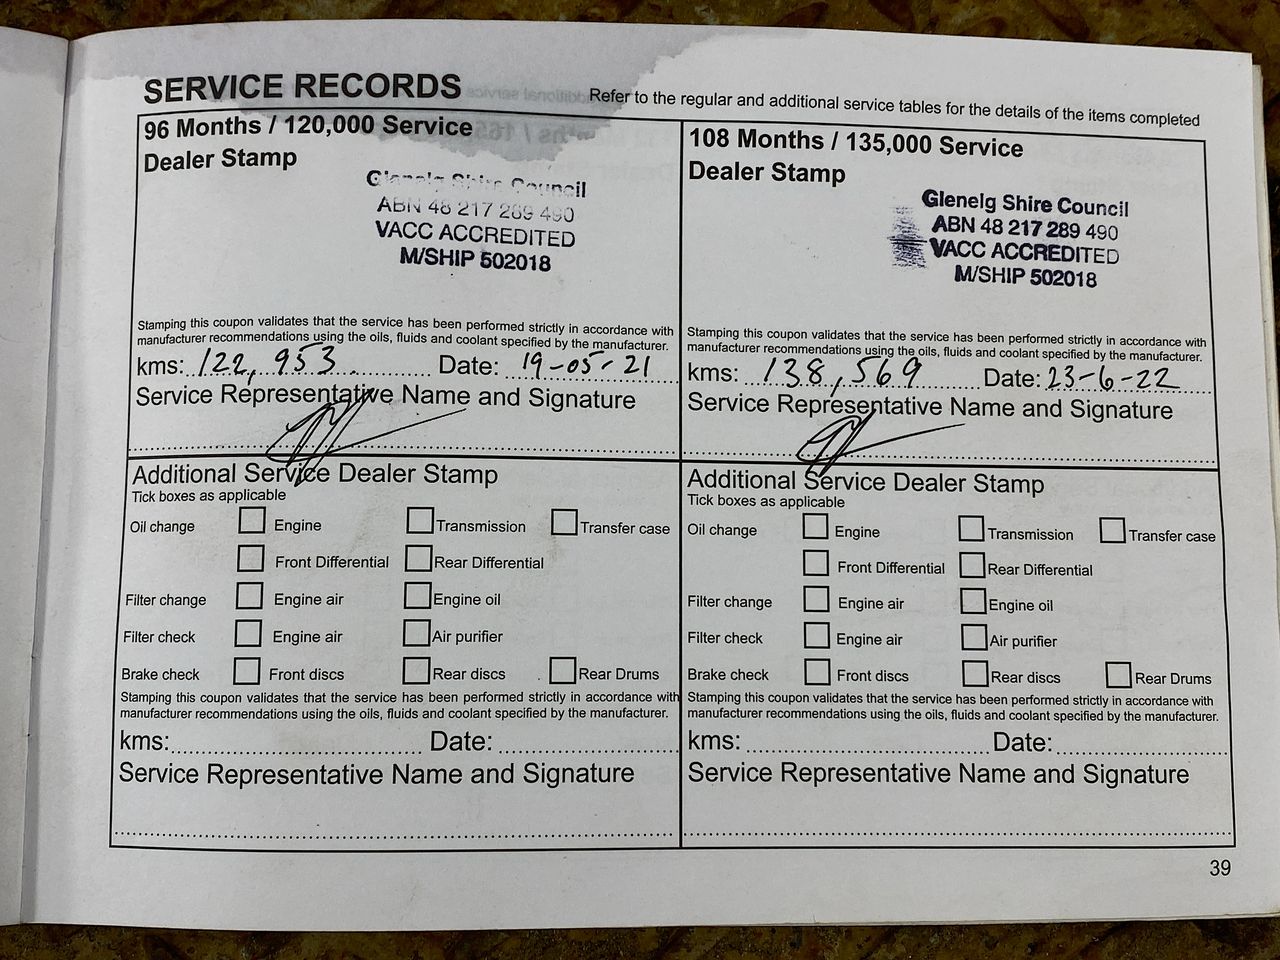 SERVICE RECORDS
Refer to the regular and additional service tables for the details of the items completed
96 Months / 120,000 Service
Dealer Stamp
Glenelg Shire Council
ABN 48 217 289 490
VACC ACCREDITED
M/SHIP 502018
Stamping this coupon validates that the service has been performed strictly in accordance with
manufacturer recommendations using the oils, fluids and coolant specified by the manufacturer.
kms: 122,953. Date: 19-05-21
Service Representative Name and Signature
Additional Service Dealer Stamp
Tick boxes as applicable
Oil change Engine Transmission Transfer case
Front Differential Rear Differential
Filter change Engine air Engine oil
Filter check Engine air Air purifier
Brake check Front discs Rear discs Rear Drums
Stamping this coupon validates that the service has been performed strictly in accordance with
manufacturer recommendations using the oils, fluids and coolant specified by the manufacturer.
kms: Date:
Service Representative Name and Signature
108 Months / 135,000 Service
Dealer Stamp
Glenelg Shire Council
ABN 48 217 289 490
VACC ACCREDITED
M/SHIP 502018
Stamping this coupon validates that the service has been performed strictly in accordance with
manufacturer recommendations using the oils, fluids and coolant specified by the manufacturer.
kms: 138,569 Date: 23-6-22
Service Representative Name and Signature
Additional Service Dealer Stamp
Tick boxes as applicable
Oil change Engine Transmission Transfer case
Front Differential Rear Differential
Filter change Engine air Engine oil
Filter check Engine air Air purifier
Brake check Front discs Rear discs Rear Drums
Stamping this coupon validates that the service has been performed strictly in accordance with
manufacturer recommendations using the oils, fluids and coolant specified by the manufacturer.
kms: Date:
Service Representative Name and Signature
39